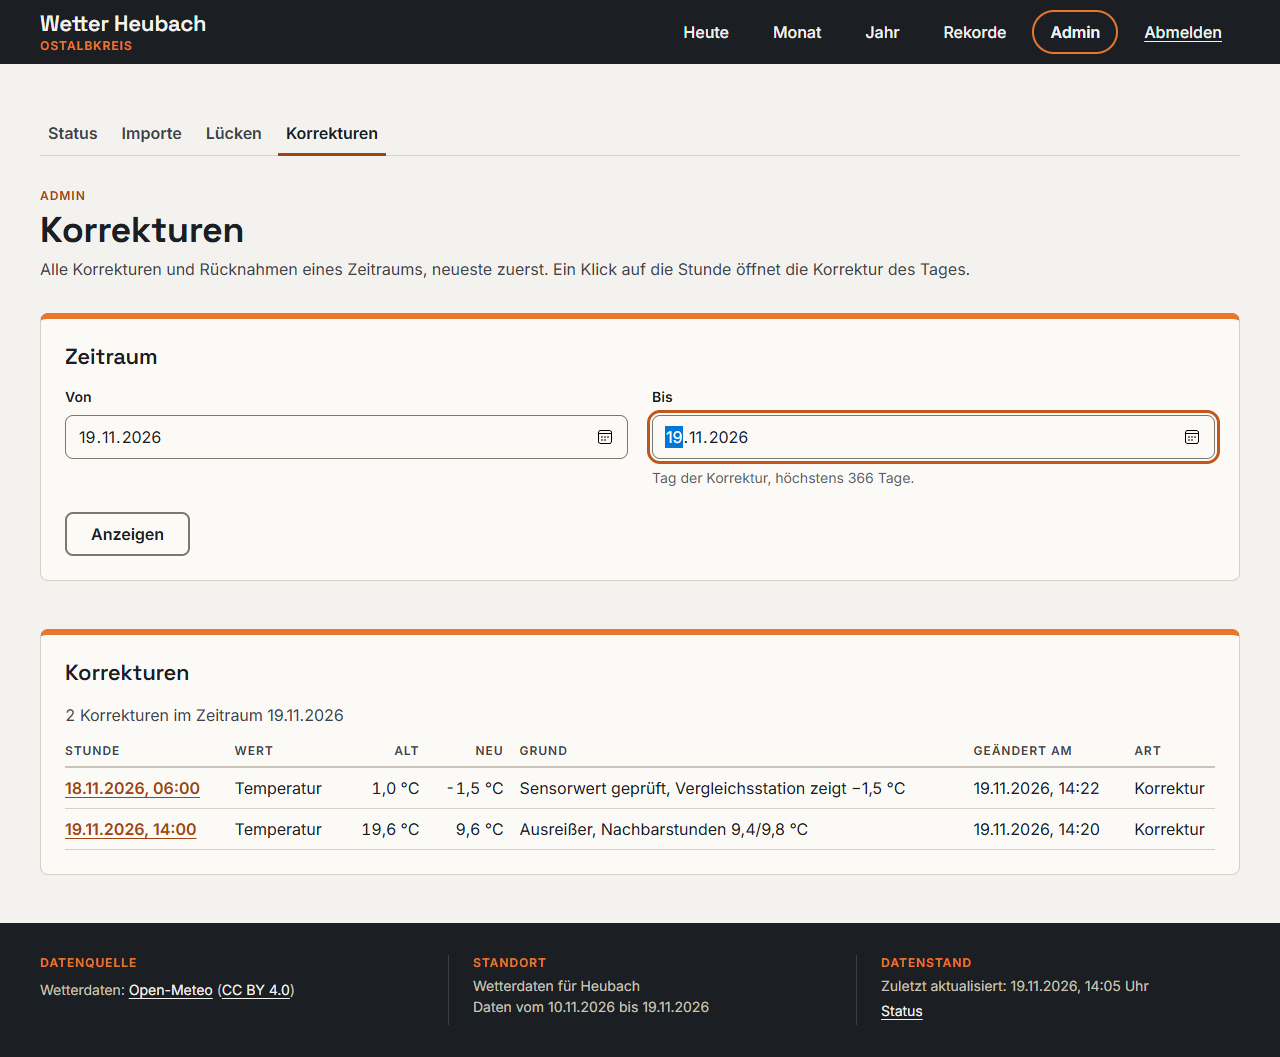 Wetter Heubach
OSTALBKREIS
Heute Monat Jahr Rekorde Admin Abmelden
Status Importe Lücken Korrekturen
ADMIN
Korrekturen
Alle Korrekturen und Rücknahmen eines Zeitraums, neueste zuerst. Ein Klick auf die Stunde öffnet die Korrektur des Tages.
Zeitraum
Von Bis
19.11.2026 19.11.2026
Tag der Korrektur, höchstens 366 Tage.
Anzeigen
Korrekturen
2 Korrekturen im Zeitraum 19.11.2026
STUNDE WERT ALT NEU GRUND GEÄNDERT AM ART
18.11.2026, 06:00 Temperatur 1,0 °C -1,5 °C Sensorwert geprüft, Vergleichsstation zeigt −1,5 °C 19.11.2026, 14:22 Korrektur
19.11.2026, 14:00 Temperatur 19,6 °C 9,6 °C Ausreißer, Nachbarstunden 9,4/9,8 °C 19.11.2026, 14:20 Korrektur
DATENQUELLE
Wetterdaten: Open-Meteo (CC BY 4.0)
STANDORT
Wetterdaten für Heubach
Daten vom 10.11.2026 bis 19.11.2026
DATENSTAND
Zuletzt aktualisiert: 19.11.2026, 14:05 Uhr
Status